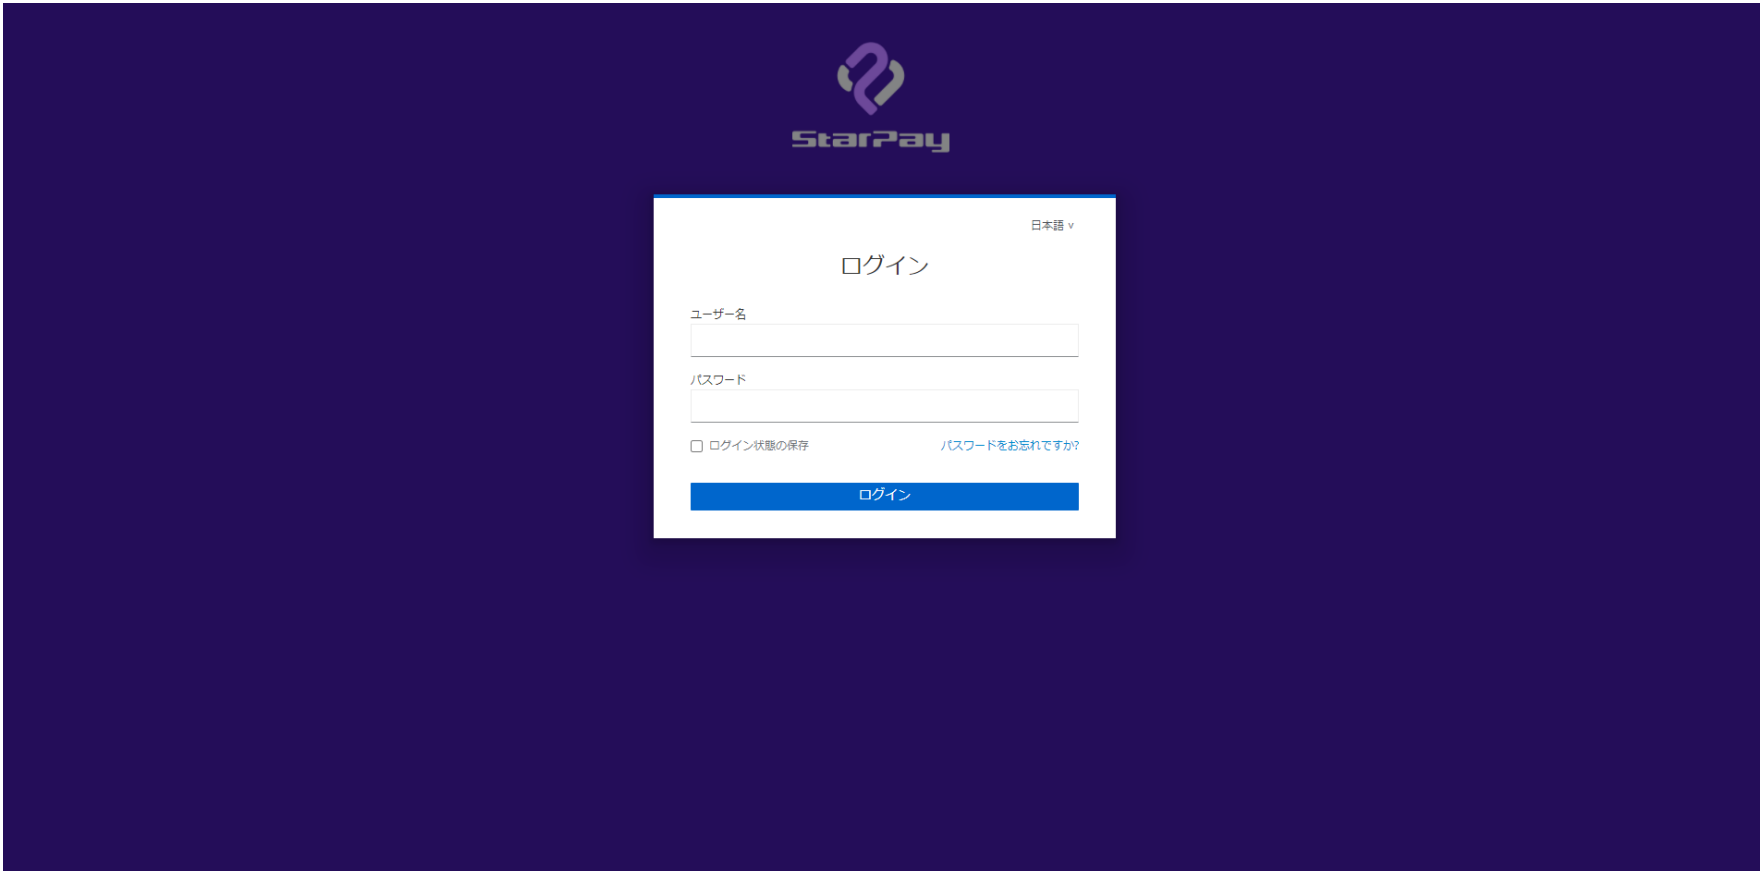 StarPay
日本語 v
ログイン
ユーザー名
パスワード
ログイン状態の保存 パスワードをお忘れですか?
ログイン